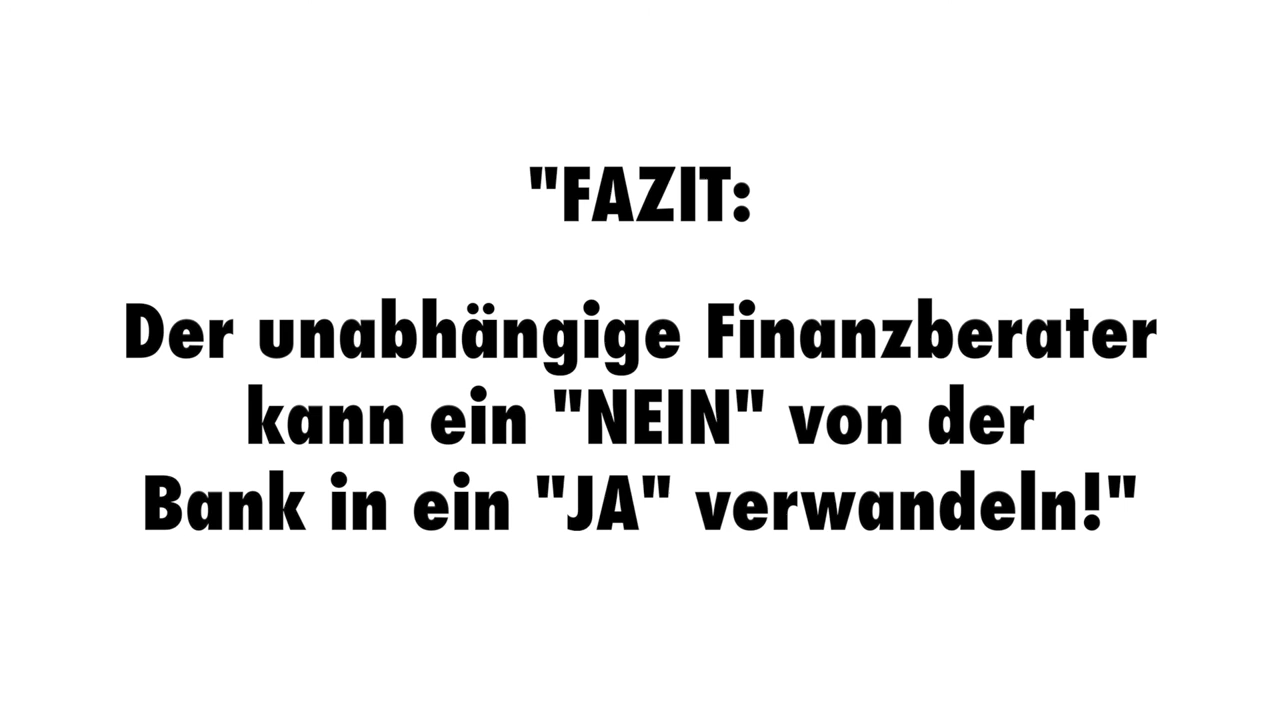 "FAZIT:
Der unabhängige Finanzberater
kann ein "NEIN" von der
Bank in ein "JA" verwandeln!"